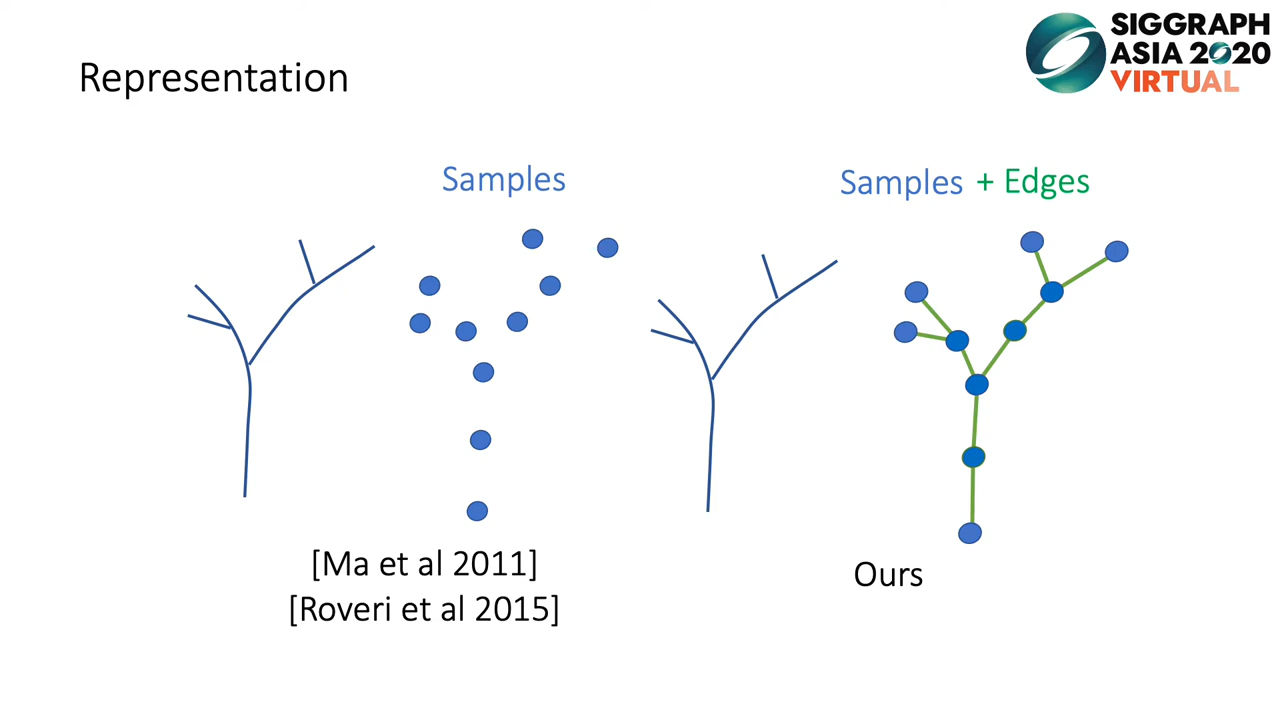 Representation
SIGGRAPH
ASIA 2020
VIRTUAL
Samples
Samples + Edges
[Ma et al 2011]
[Roveri et al 2015]
Ours